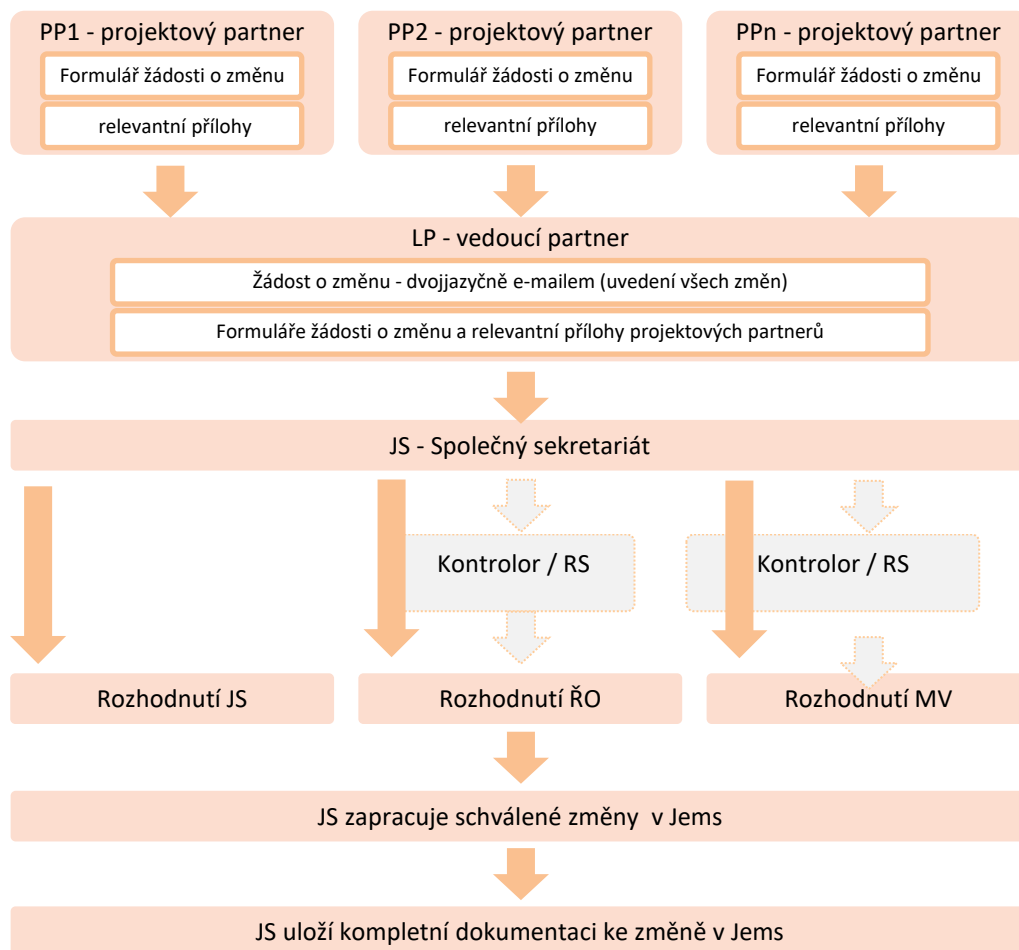 PP1 - projektový partner
Formulář žádosti o změnu
relevantní přílohy
PP2 - projektový partner
Formulář žádosti o změnu
relevantní přílohy
PPn - projektový partner
Formulář žádosti o změnu
relevantní přílohy
LP - vedoucí partner
Žádost o změnu - dvojjazyčně e-mailem (uvedení všech změn)
Formuláře žádosti o změnu a relevantní přílohy projektových partnerů
JS - Společný sekretariát
Kontrolor / RS
Kontrolor / RS
Rozhodnutí JS
Rozhodnutí ŘO
Rozhodnutí MV
JS zapracuje schválené změny v Jems
JS uloží kompletní dokumentaci ke změně v Jems